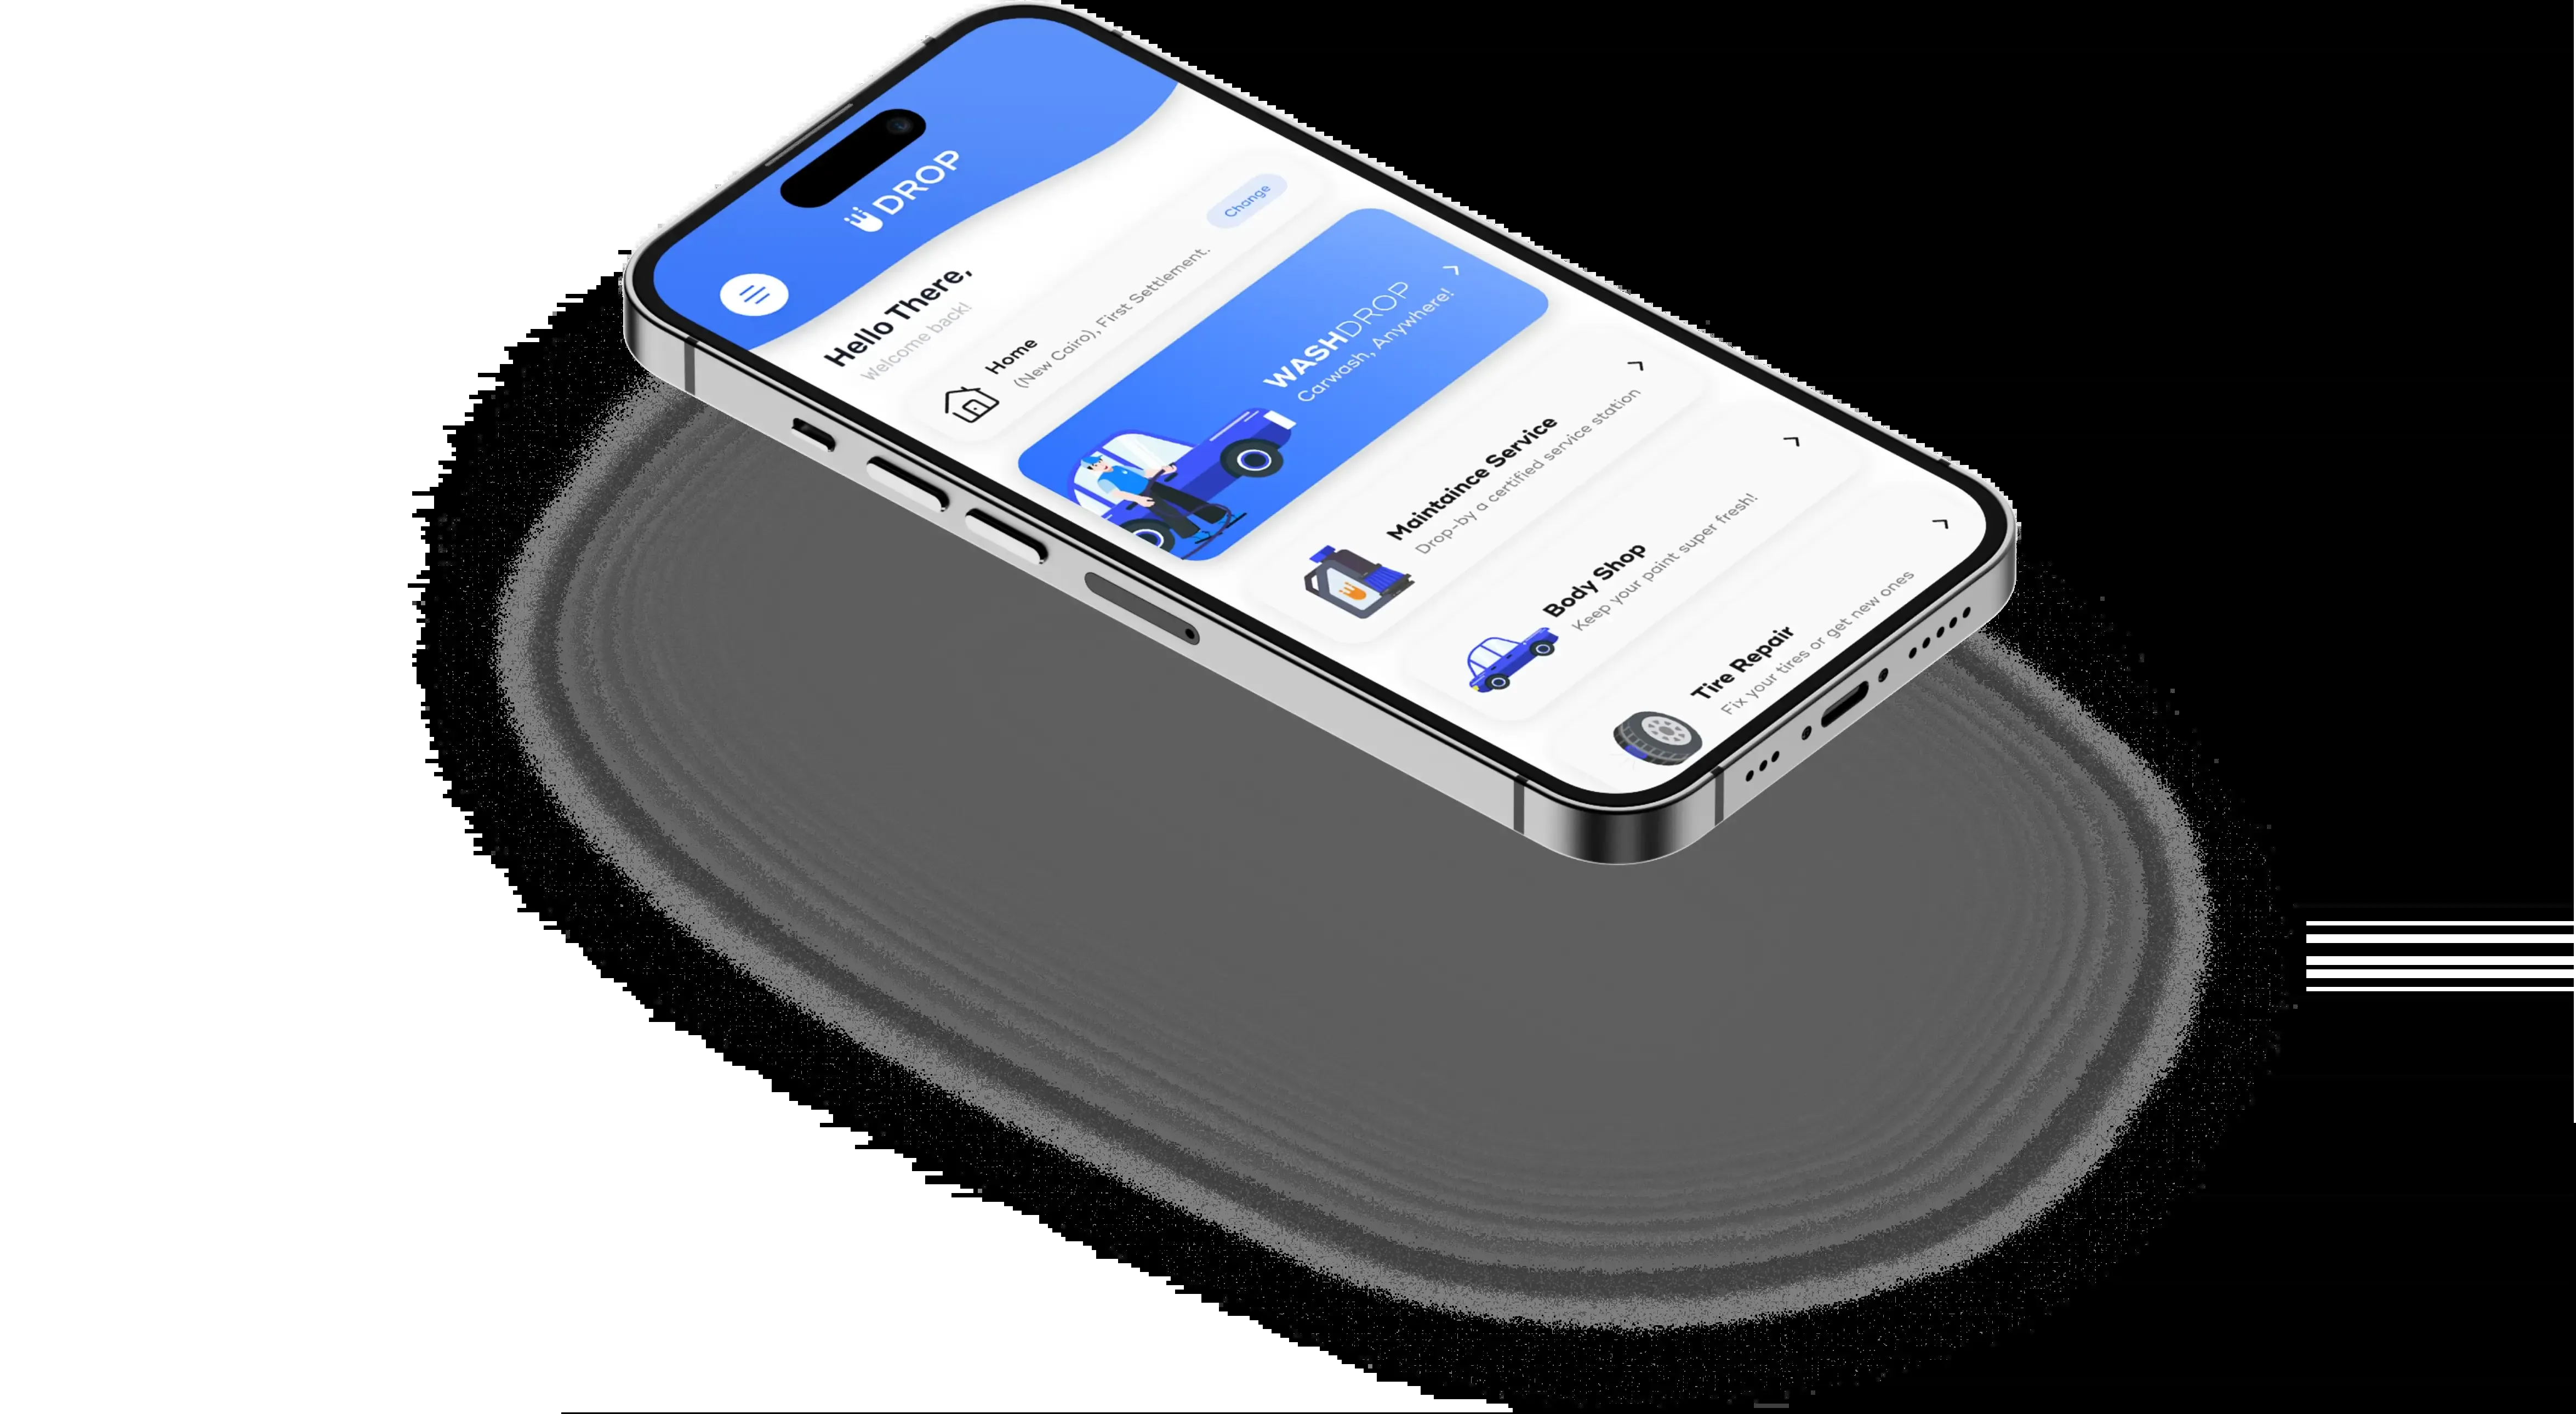 DROP
Hello There,
Welcome back!
Home
(New Cairo), First Settlement.
Change
WASHDROP
Carwash, Anywhere!
Maintaince Service
Drop-by a certified service station
Body Shop
Keep your paint super fresh!
Tire Repair
Fix your tires or get new ones